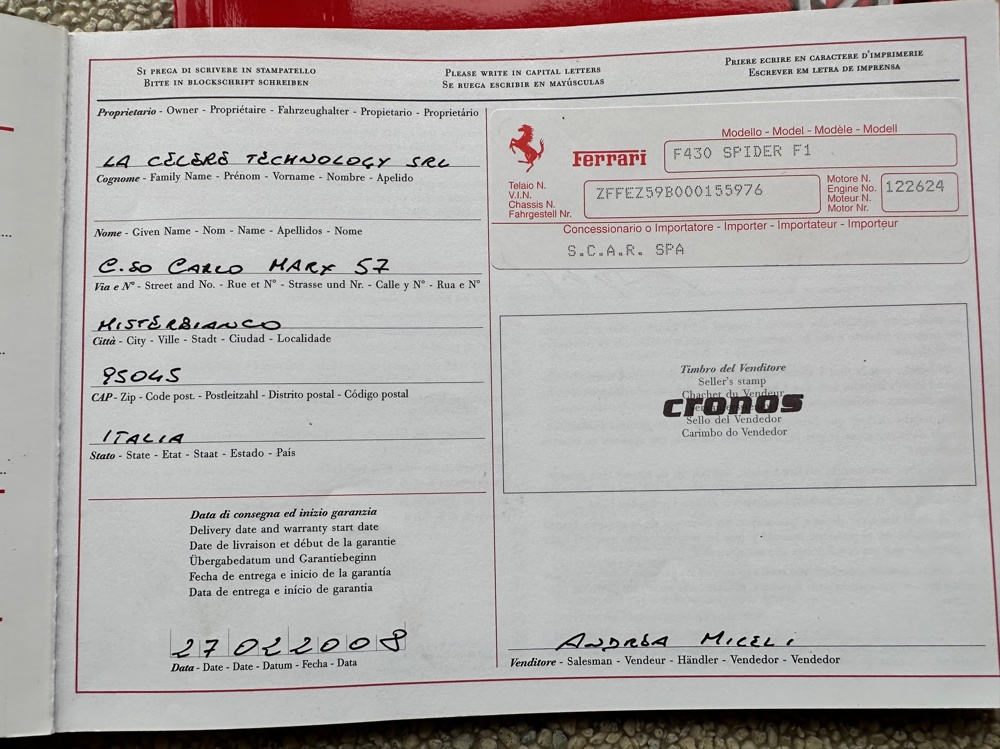 SI PREGA DI SCRIVERE IN STAMPATELLO
BITTE IN BLOCKSCHRIFT SCHREIBEN
PLEASE WRITE IN CAPITAL LETTERS
SE RUEGA ESCRIBIR EN MAYÚSCULAS
PRIERE ECRIRE EN CARACTERE D'IMPRIMERIE
ESCREVER EM LETRA DE IMPRENSA
Proprietario - Owner - Propriétaire - Fahrzeughalter - Propietario - Proprietário
LA CELERE TECHNOLOGY SRL
Cognome - Family Name - Prénom - Vorname - Nombre - Apelido
Nome - Given Name - Nom - Name - Apellidos - Nome
C.SO CARLO MARX 57
Via e N° - Street and No. - Rue et N° - Strasse und Nr. - Calle y N° - Rua e N°
MISTERBIANCO
Città - City - Ville - Stadt - Ciudad - Localidade
95045
CAP - Zip - Code post. - Postleitzahl - Distrito postal - Código postal
ITALIA
Stato - State - Etat - Staat - Estado - País
Data di consegna ed inizio garanzia
Delivery date and warranty start date
Date de livraison et début de la garantie
Übergabedatum und Garantiebeginn
Fecha de entrega e inicio de la garantía
Data de entrega e início de garantia
27022008
Data - Date - Date - Datum - Fecha - Data
Modello - Model - Modèle - Modell
Ferrari
F430 SPIDER F1
Telaio N.
V.I.N.
Chassis N.
Fahrgestell Nr.
ZFFEZ59B000155976
Motore N.
Engine No.
Moteur N.
Motor Nr.
122624
Concessionario o Importatore - Importer - Importateur - Importeur
S.C.A.R. SPA
Timbro del Venditore
Seller's stamp
Chachet du Vendeur
cronos
Sello del Vendedor
Carimbo do Vendedor
ANDREA MICELI
Venditore - Salesman - Vendeur - Händler - Vendedor - Vendedor